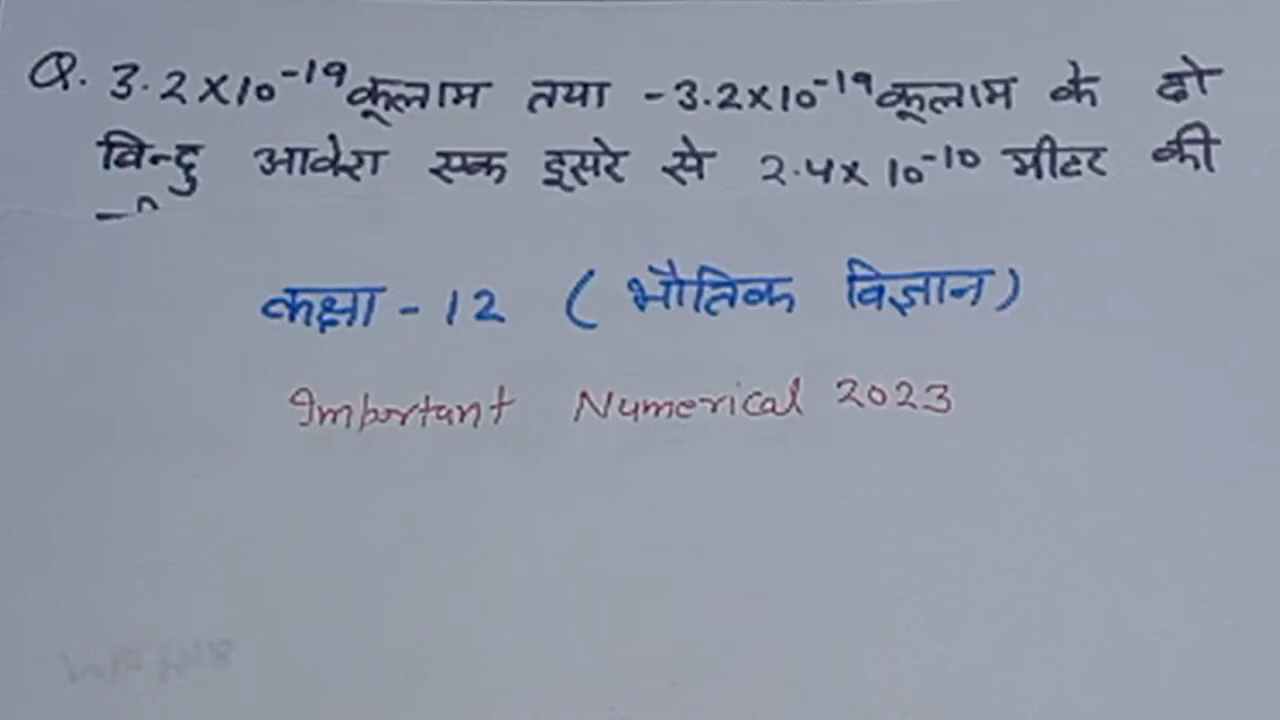 Q. 3.2×10⁻¹⁹ कूलाम तथा -3.2×10⁻¹⁹ कूलाम के दो
विन्दु आवेश एक दूसरे से 2.4× 10⁻¹⁰ मीटर की
कक्षा - 12 ( भौतिक विज्ञान )
Important Numerical 2023